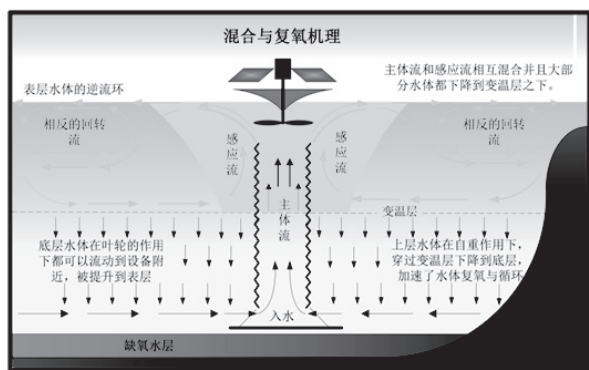 混合与复氧机理
表层水体的逆流环
主体流和感应流相互混合并且大部
分水体都下降到变温层之下。
相反的回转
流
感应流
感应流
相反的回转
流
主体流
变温层
底层水体在叶轮的作用
下都可以流动到设备附
近，被提升到表层
上层水体在自重作用下，
穿过变温层下降到底层，
加速了水体复氧与循环
入水
缺氧水层